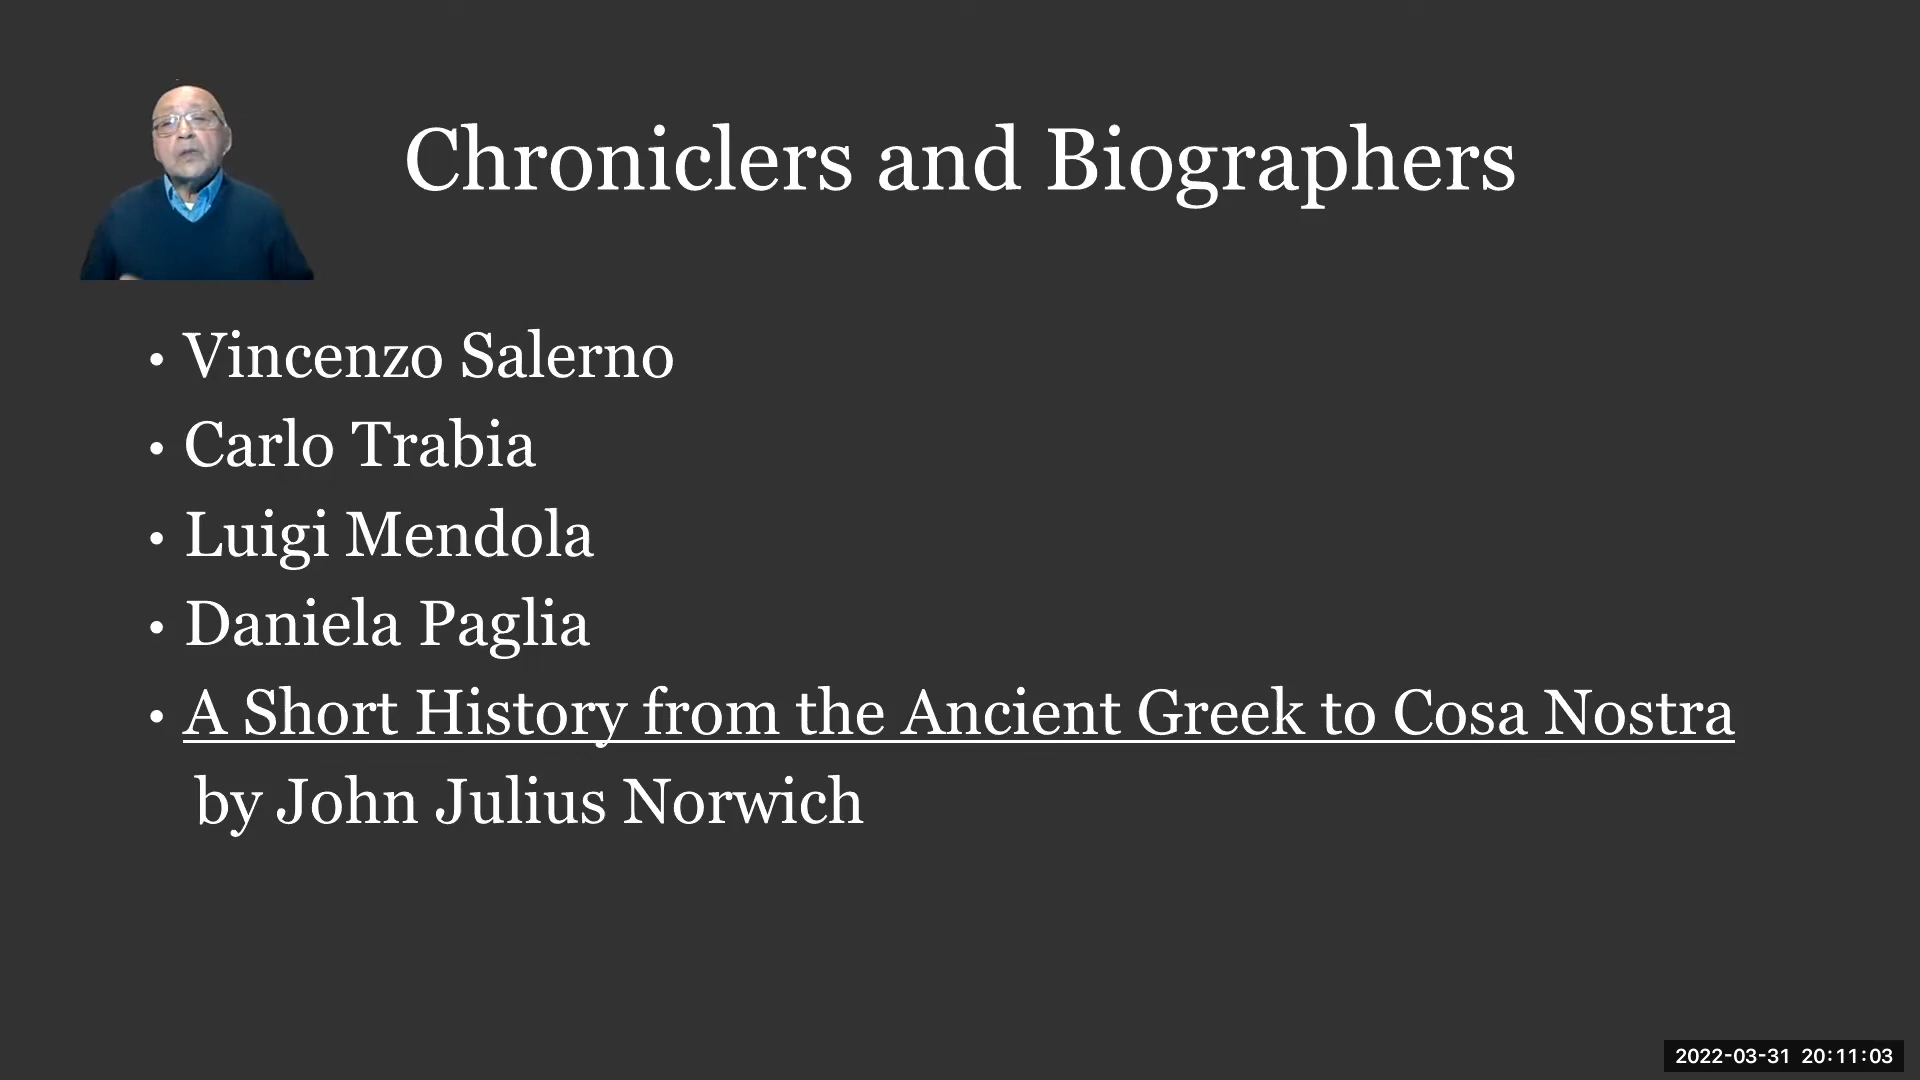 Chroniclers and Biographers
• Vincenzo Salerno
• Carlo Trabia
• Luigi Mendola
• Daniela Paglia
• A Short History from the Ancient Greek to Cosa Nostra
by John Julius Norwich
2022-03-31 20:11:03